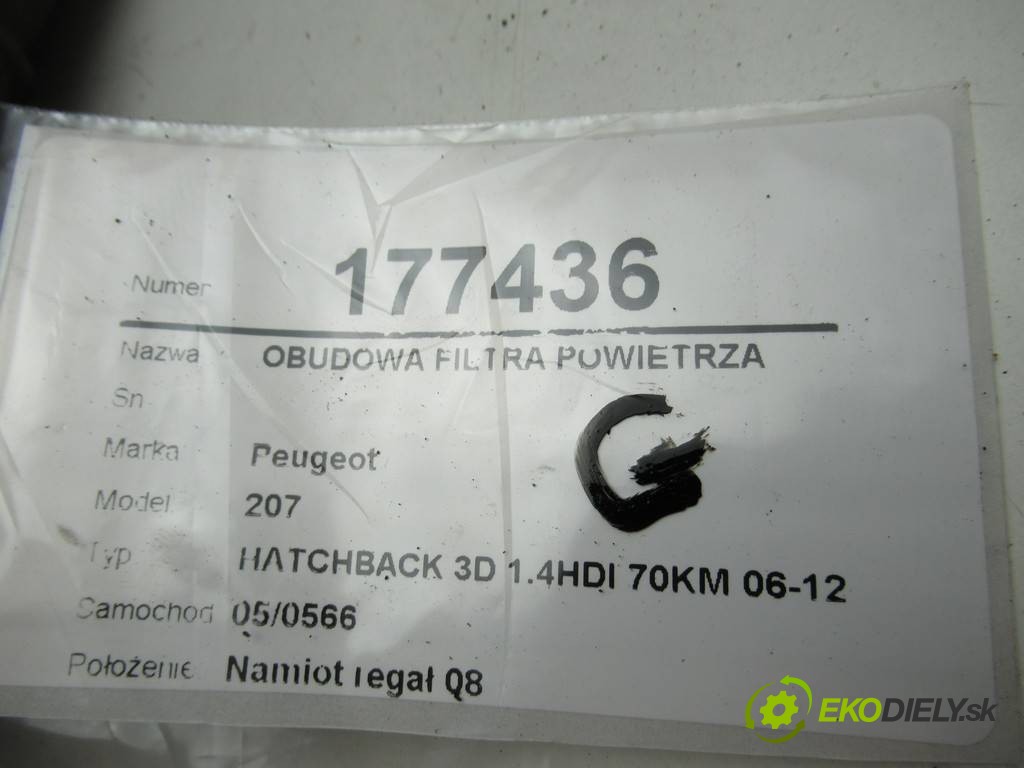 Numer 177436
Nazwa OBUDOWA FILTRA POWIETRZA
Sn
G
Marka Peugeot
Model 207
Typ HATCHBACK 3D 1.4HDI 70KM 06-12
Samochod 05/0566
Położenie Namiot regał Q8
EKODIELY.sk